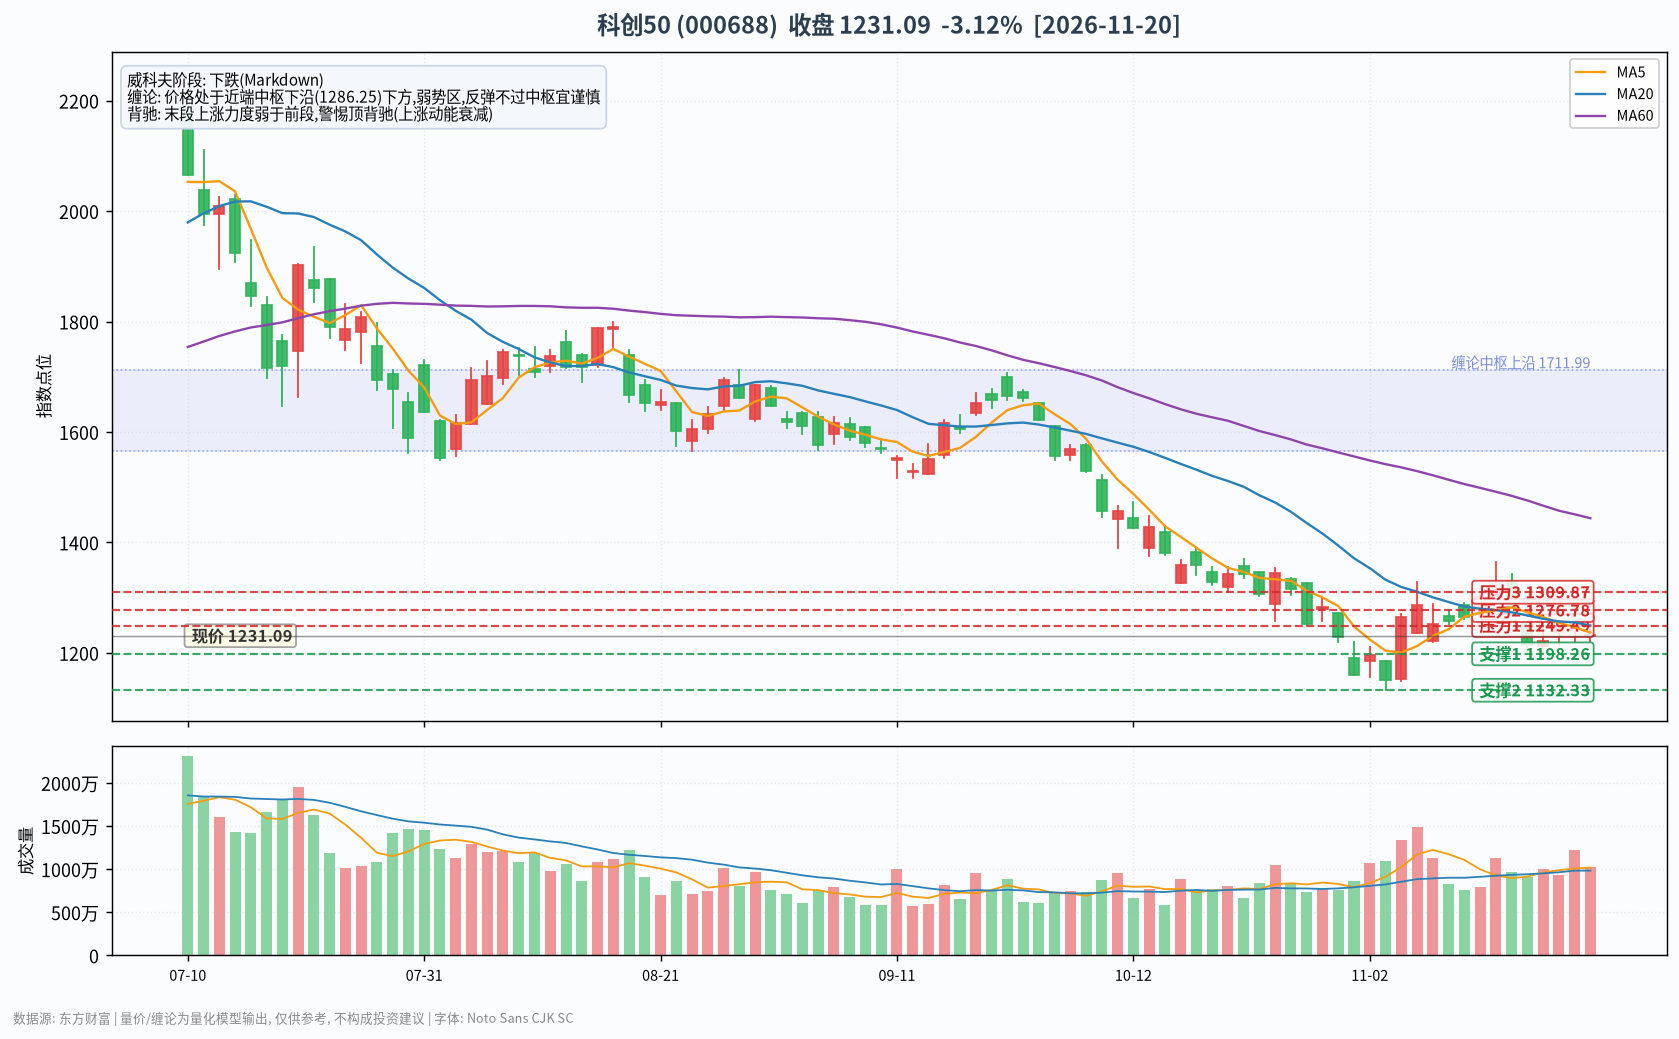 科创50 (000688) 收盘 1231.09 -3.12% [2026-11-20]
威科夫阶段: 下跌(Markdown)
缠论: 价格处于近端中枢下沿(1286.25)下方,弱势区,反弹不过中枢宜谨慎
背驰: 末段上涨力度弱于前段,警惕顶背驰(上涨动能衰减)
MA5
MA20
MA60
指数点位
2200
2000
1800
1600
1400
1200
缠论中枢上沿 1711.99
压力3 1309.87
压力2 1276.78
压力1
现价 1231.09
支撑1 1198.26
支撑2 1132.33
成交量
2000万
1500万
1000万
500万
0
07-10
07-31
08-21
09-11
10-12
11-02
数据源: 东方财富 | 量价/缠论为量化模型输出, 仅供参考, 不构成投资建议 | 字体: Noto Sans CJK SC